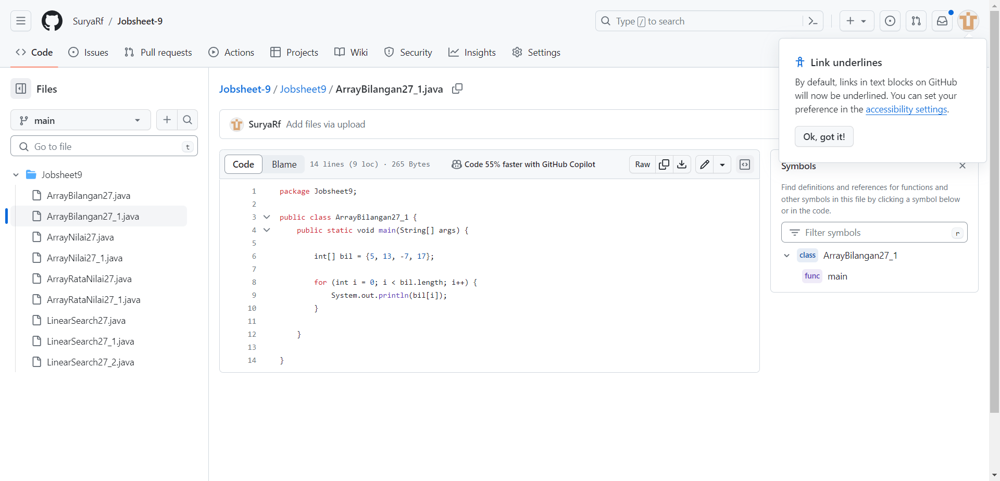 SuryaRf / Jobsheet-9
Type / to search
Code
Issues
Pull requests
Actions
Projects
Wiki
Security
Insights
Settings
Link underlines
By default, links in text blocks on GitHub
will now be underlined. You can set your
preference in the accessibility settings.
Ok, got it!
Files
main
Go to file
t
Jobsheet9
ArrayBilangan27.java
ArrayBilangan27_1.java
ArrayNilai27.java
ArrayNilai27_1.java
ArrayRataNilai27.java
ArrayRataNilai27_1.java
LinearSearch27.java
LinearSearch27_1.java
LinearSearch27_2.java
Jobsheet-9 / Jobsheet9 / ArrayBilangan27_1.java
SuryaRf Add files via upload
Code Blame 14 lines (9 loc) · 265 Bytes Code 55% faster with GitHub Copilot Raw
1 package Jobsheet9;
2
3 public class ArrayBilangan27_1 {
4 public static void main(String[] args) {
5
6 int[] bil = {5, 13, -7, 17};
7
8 for (int i = 0; i < bil.length; i++) {
9 System.out.println(bil[i]);
10 }
11
12 }
13
14 }
Symbols
Find definitions and references for functions and
other symbols in this file by clicking a symbol below
or in the code.
Filter symbols
r
class ArrayBilangan27_1
func main